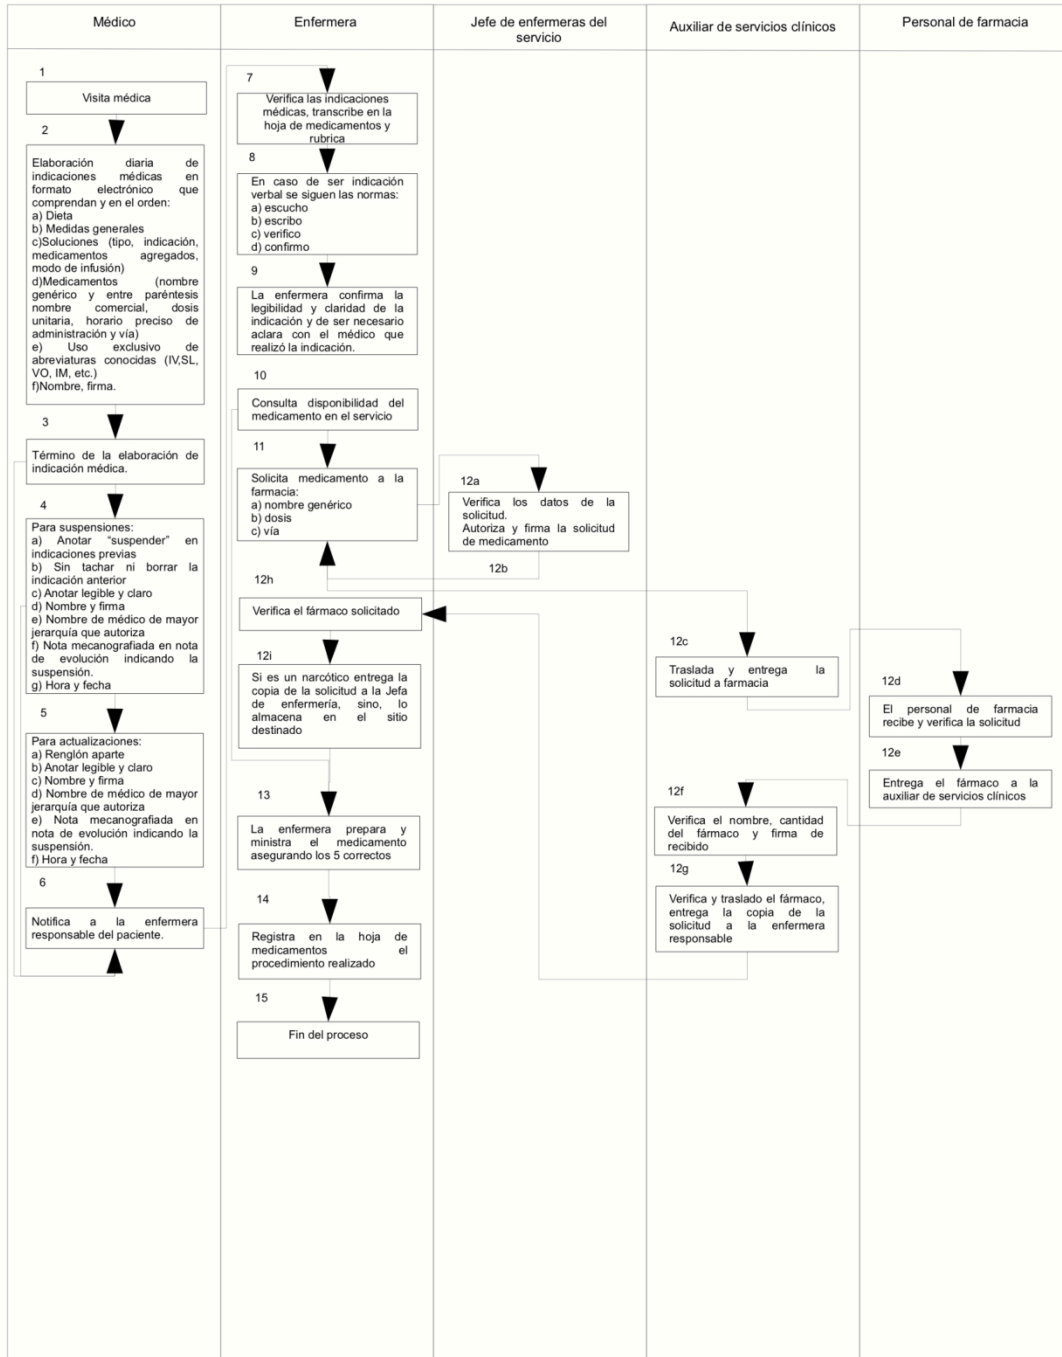 Médico
Enfermera
Jefe de enfermeras del
servicio
Auxiliar de servicios clínicos
Personal de farmacia
1
Visita médica
2
Elaboración diaria de
indicaciones médicas en
formato electrónico que
comprendan y en el orden:
a) Dieta
b) Medidas generales
c)Soluciones (tipo, indicación,
medicamentos agregados,
modo de infusión)
d)Medicamentos (nombre
genérico y entre paréntesis
nombre comercial, dosis
unitaria, horario preciso de
administración y vía)
e) Uso exclusivo de
abreviaturas conocidas (IV,SL,
VO, IM, etc.)
f)Nombre, firma.
3
Término de la elaboración de
indicación médica.
4
Para suspensiones:
a) Anotar “suspender” en
indicaciones previas
b) Sin tachar ni borrar la
indicación anterior
c) Anotar legible y claro
d) Nombre y firma
e) Nombre de médico de mayor
jerarquía que autoriza
f) Nota mecanografiada en nota
de evolución indicando la
suspensión.
g) Hora y fecha
5
Para actualizaciones:
a) Renglón aparte
b) Anotar legible y claro
c) Nombre y firma
d) Nombre de médico de mayor
jerarquía que autoriza
e) Nota mecanografiada en
nota de evolución indicando la
suspensión.
f) Hora y fecha
6
Notifica a la enfermera
responsable del paciente.
7
Verifica las indicaciones
médicas, transcribe en la
hoja de medicamentos y
rubrica
8
En caso de ser indicación
verbal se siguen las normas:
a) escucho
b) escribo
c) verifico
d) confirmo
9
La enfermera confirma la
legibilidad y claridad de la
indicación y de ser necesario
aclara con el médico que
realizó la indicación.
10
Consulta disponibilidad del
medicamento en el servicio
11
Solicita medicamento a la
farmacia:
a) nombre genérico
b) dosis
c) vía
12a
Verifica los datos de la
solicitud.
Autoriza y firma la solicitud
de medicamento
12b
12c
Traslada y entrega la
solicitud a farmacia
12d
El personal de farmacia
recibe y verifica la solicitud
12e
Entrega el fármaco a la
auxiliar de servicios clínicos
12f
Verifica el nombre, cantidad
del fármaco y firma de
recibido
12g
Verifica y traslado el fármaco,
entrega la copia de la
solicitud a la enfermera
responsable
12h
Verifica el fármaco solicitado
12i
Si es un narcótico entrega la
copia de la solicitud a la Jefa
de enfermería, sino, lo
almacena en el sitio
destinado
13
La enfermera prepara y
ministra el medicamento
asegurando los 5 correctos
14
Registra en la hoja de
medicamentos el
procedimiento realizado
15
Fin del proceso